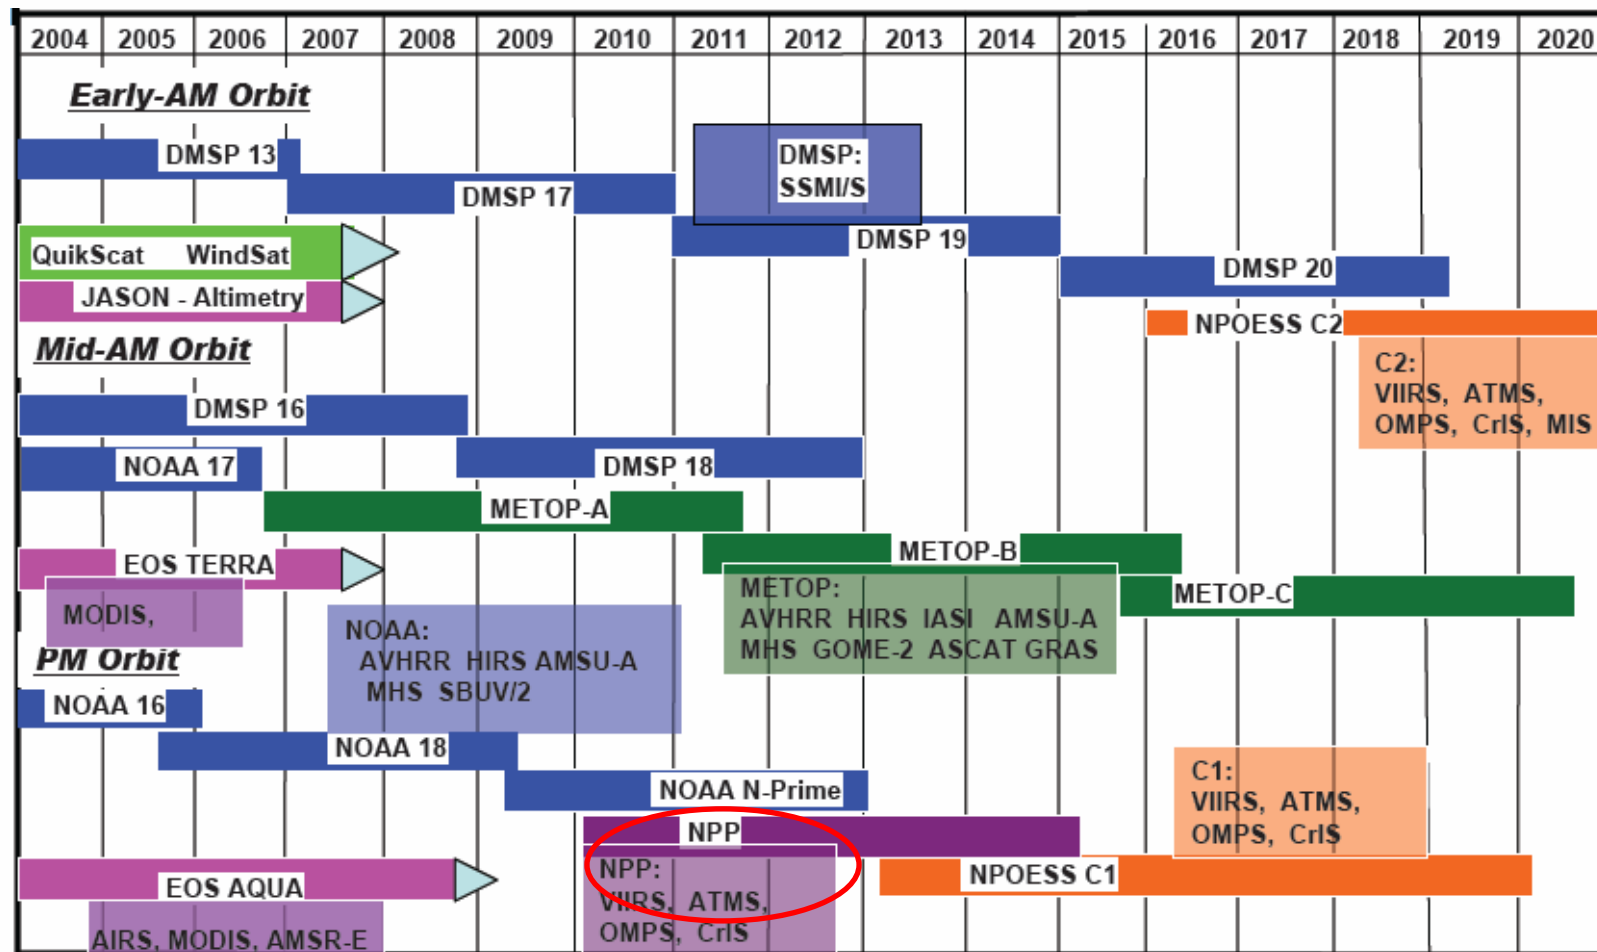 2004 2005 2006 2007 2008 2009 2010 2011 2012 2013 2014 2015 2016 2017 2018 2019 2020
Early-AM Orbit
DMSP 13
DMSP:
SSMI/S
DMSP 17
DMSP 19
QuikScat WindSat
DMSP 20
JASON - Altimetry
NPOESS C2
Mid-AM Orbit
C2:
VIIRS, ATMS,
OMPS, CrIS, MIS
DMSP 16
NOAA 17
DMSP 18
METOP-A
METOP-B
EOS TERRA
METOP-C
MODIS,
METOP:
AVHRR HIRS IASI AMSU-A
MHS GOME-2 ASCAT GRAS
NOAA:
AVHRR HIRS AMSU-A
MHS SBUV/2
PM Orbit
NOAA 16
NOAA 18
C1:
VIIRS, ATMS,
OMPS, CrIS
NOAA N-Prime
NPP
NPOESS C1
EOS AQUA
NPP:
VIIRS, ATMS,
OMPS, CrIS
AIRS, MODIS, AMSR-E